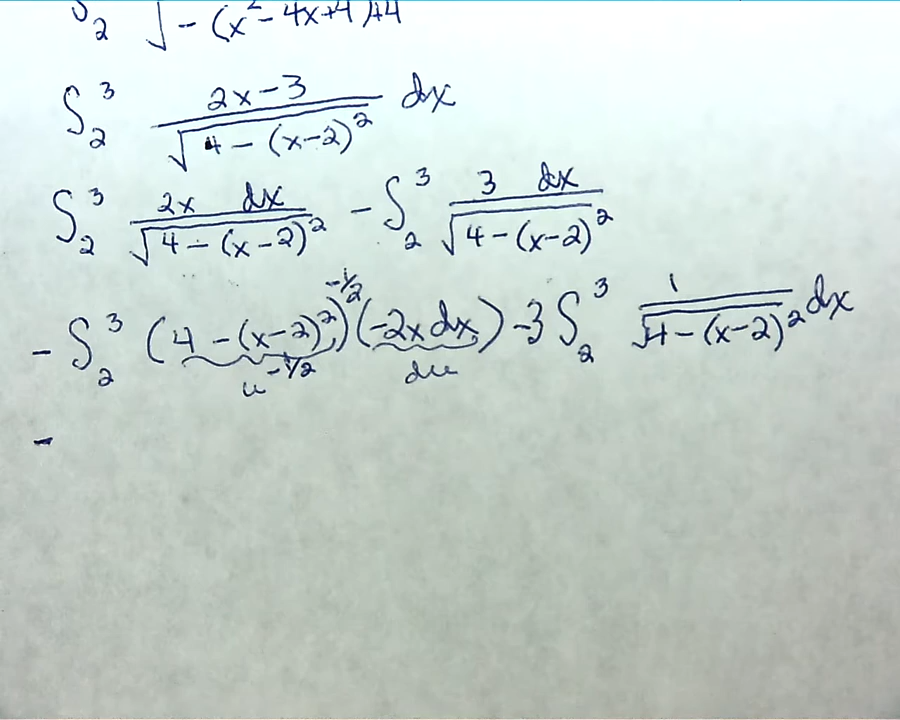 ∫₂ √-(x²-4x+4)+4
∫₂³ (2x-3)/√(4-(x-2)²) dx
∫₂³ 2x dx/√(4-(x-2)²) - ∫₂³ 3 dx/√(4-(x-2)²)
-∫₂³ (4-(x-2)²)^(-1/2) (-2x dx) - 3∫₂³ 1/√(4-(x-2)²) dx
u^(-1/2) du
-